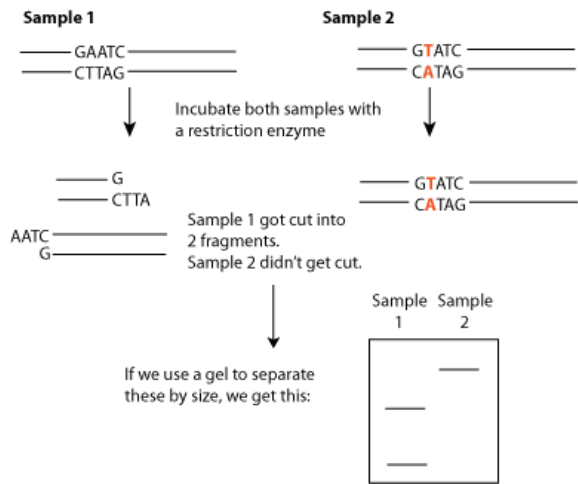 Sample 1
Sample 2
GAATC
CTTAG
GTATC
CATAG
Incubate both samples with
a restriction enzyme
G
CTTA
GTATC
CATAG
AATC
G
Sample 1 got cut into
2 fragments.
Sample 2 didn't get cut.
Sample Sample
1 2
If we use a gel to separate
these by size, we get this: